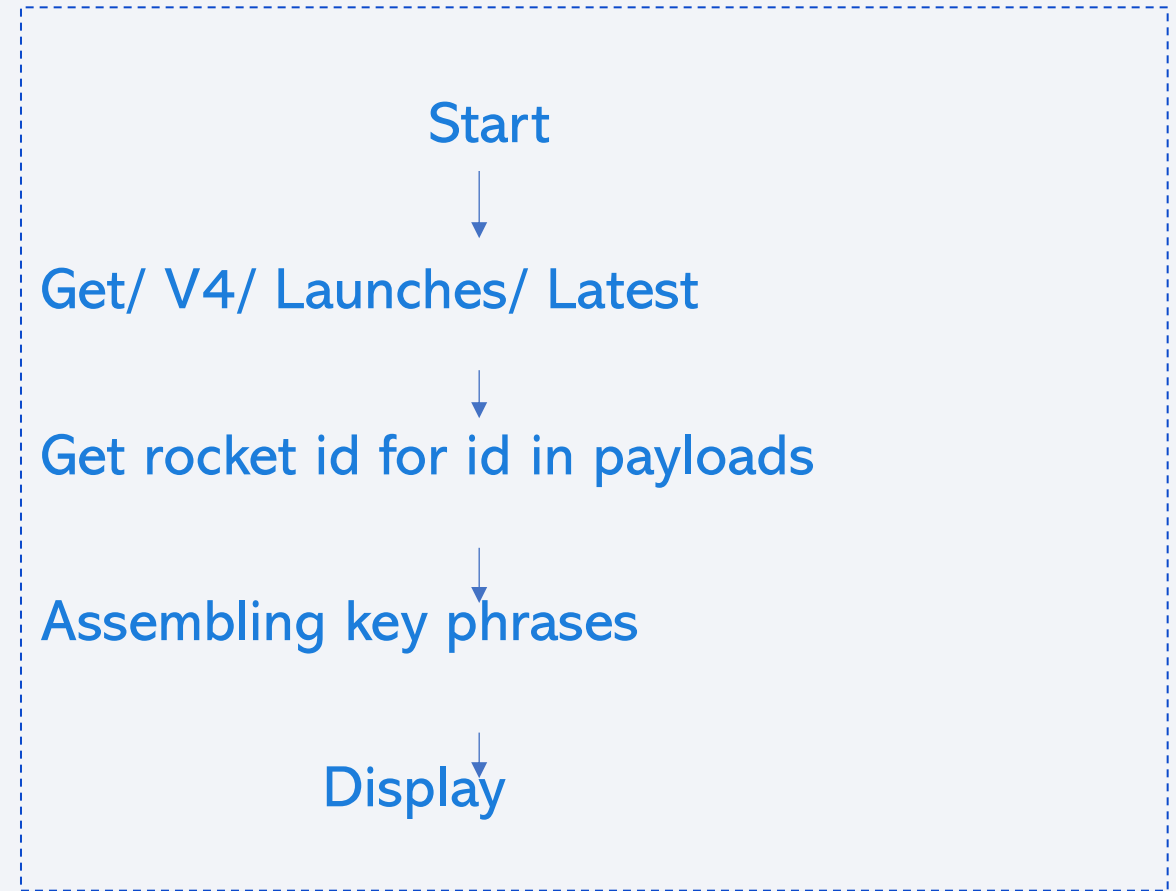 Start
Get/ V4/ Launches/ Latest
Get rocket id for id in payloads
Assembling key phrases
Display